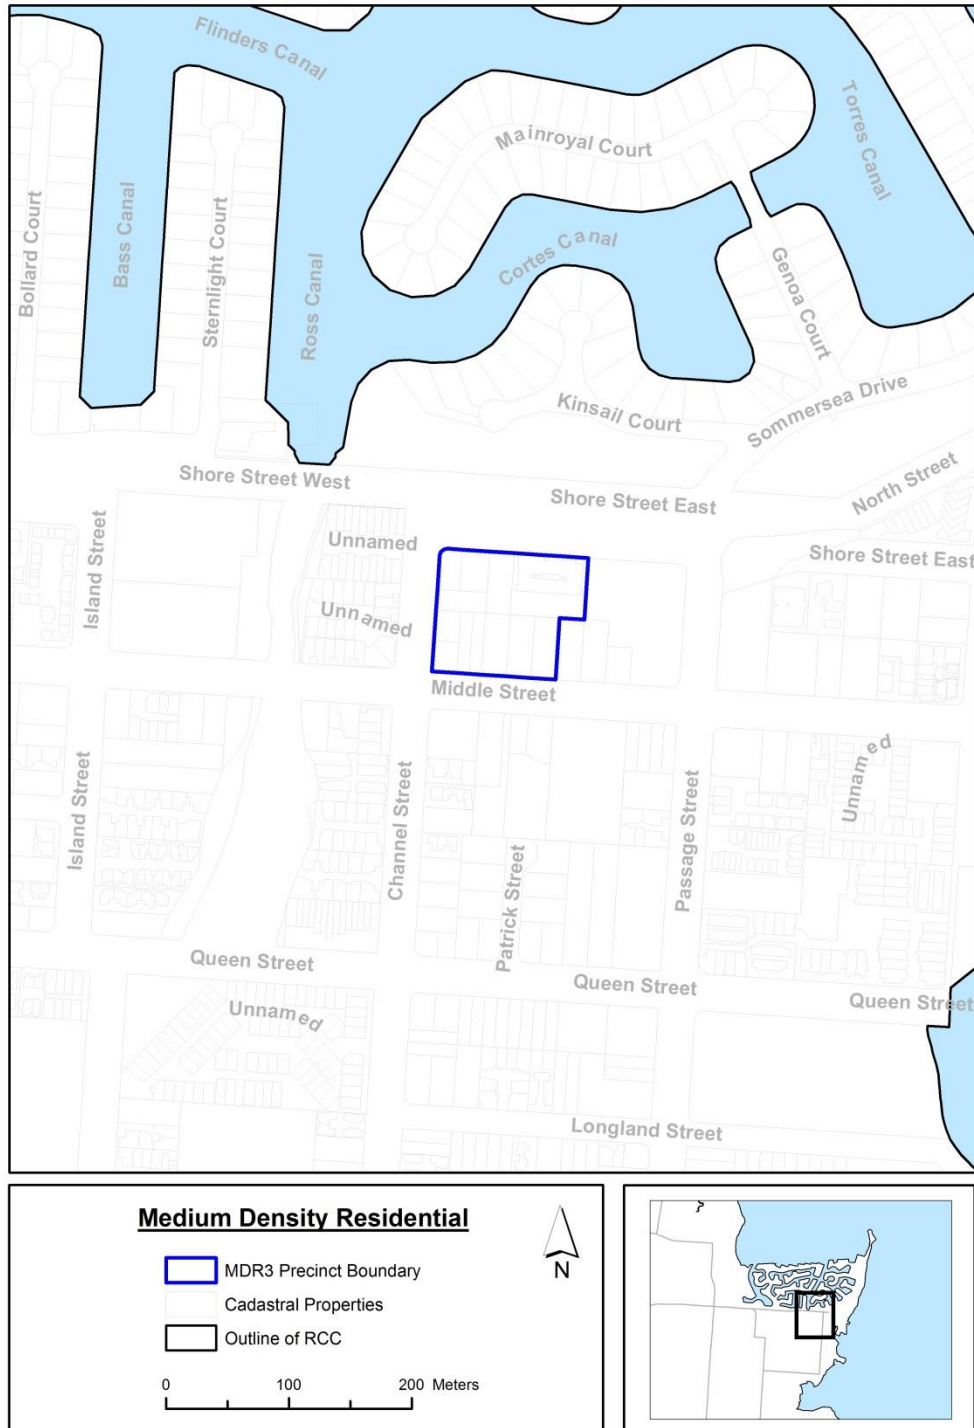 Flinders Canal
Mainroyal Court
Torres Canal
Bollard Court
Bass Canal
Sternlight Court
Ross Canal
Cortes Canal
Genoa Court
Kinsail Court
Sommersea Drive
Shore Street West
Shore Street East
North Street
Island Street
Unnamed
Shore Street East
Unnamed
Middle Street
Island Street
Channel Street
Patrick Street
Passage Street
Unnamed
Queen Street
Queen Street
Queen Street
Unnamed
Longland Street
Medium Density Residential
MDR3 Precinct Boundary
Cadastral Properties
Outline of RCC
N
0 100 200 Meters